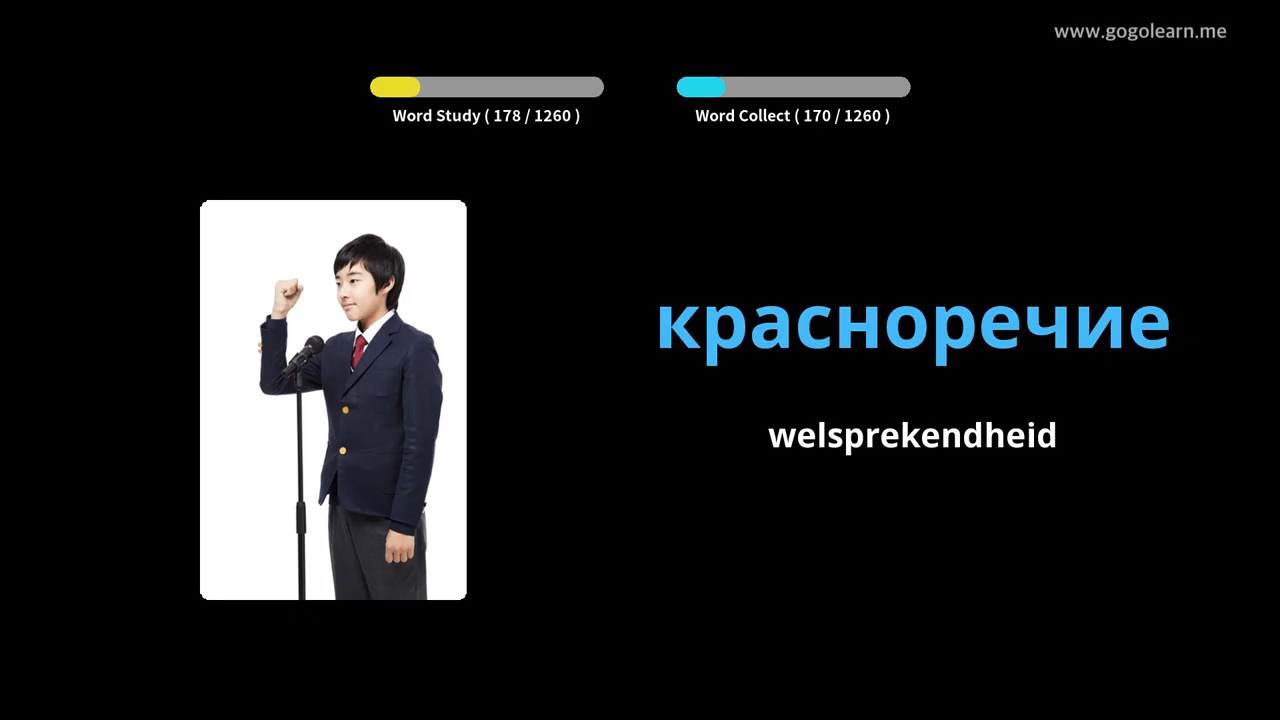 www.gogolearn.me
Word Study ( 178 / 1260 )
Word Collect ( 170 / 1260 )
красноречие
welsprekendheid